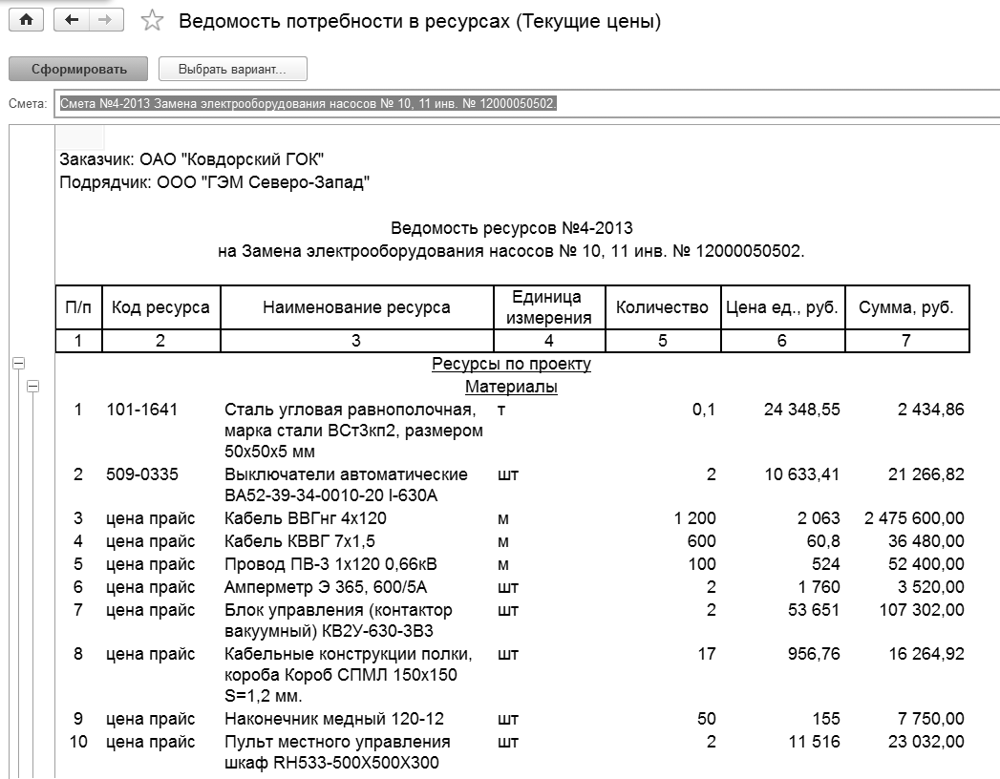 Ведомость потребности в ресурсах (Текущие цены)
Сформировать Выбрать вариант...
Смета: Смета №4-2013 Замена электрооборудования насосов № 10, 11 инв. № 12000050502.
Заказчик: ОАО "Ковдорский ГОК"
Подрядчик: ООО "ГЭМ Северо-Запад"
Ведомость ресурсов №4-2013
на Замена электрооборудования насосов № 10, 11 инв. № 12000050502.
П/п Код ресурса Наименование ресурса Единица измерения Количество Цена ед., руб. Сумма, руб.
1 2 3 4 5 6 7
Ресурсы по проекту
Материалы
1 101-1641 Сталь угловая равнополочная, т 0,1 24 348,55 2 434,86
марка стали ВСт3кп2, размером
50x50x5 мм
2 509-0335 Выключатели автоматические шт 2 10 633,41 21 266,82
ВА52-39-34-0010-20 I-630А
3 цена прайс Кабель ВВГнг 4х120 м 1 200 2 063 2 475 600,00
4 цена прайс Кабель КВВГ 7х1,5 м 600 60,8 36 480,00
5 цена прайс Провод ПВ-3 1х120 0,66кВ м 100 524 52 400,00
6 цена прайс Амперметр Э 365, 600/5А шт 2 1 760 3 520,00
7 цена прайс Блок управления (контактор шт 2 53 651 107 302,00
вакуумный) КВ2У-630-3В3
8 цена прайс Кабельные конструкции полки, шт 17 956,76 16 264,92
короба Короб СПМЛ 150х150
S=1,2 мм.
9 цена прайс Наконечник медный 120-12 шт 50 155 7 750,00
10 цена прайс Пульт местного управления шт 2 11 516 23 032,00
шкаф RH533-500Х500Х300